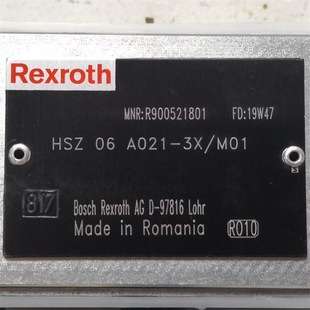 Rexroth
MNR:R900521801 FD:19W47
HSZ 06 A021-3X/M01
817
Bosch Rexroth AG D-97816 Lohr
Made in Romania
R010
3